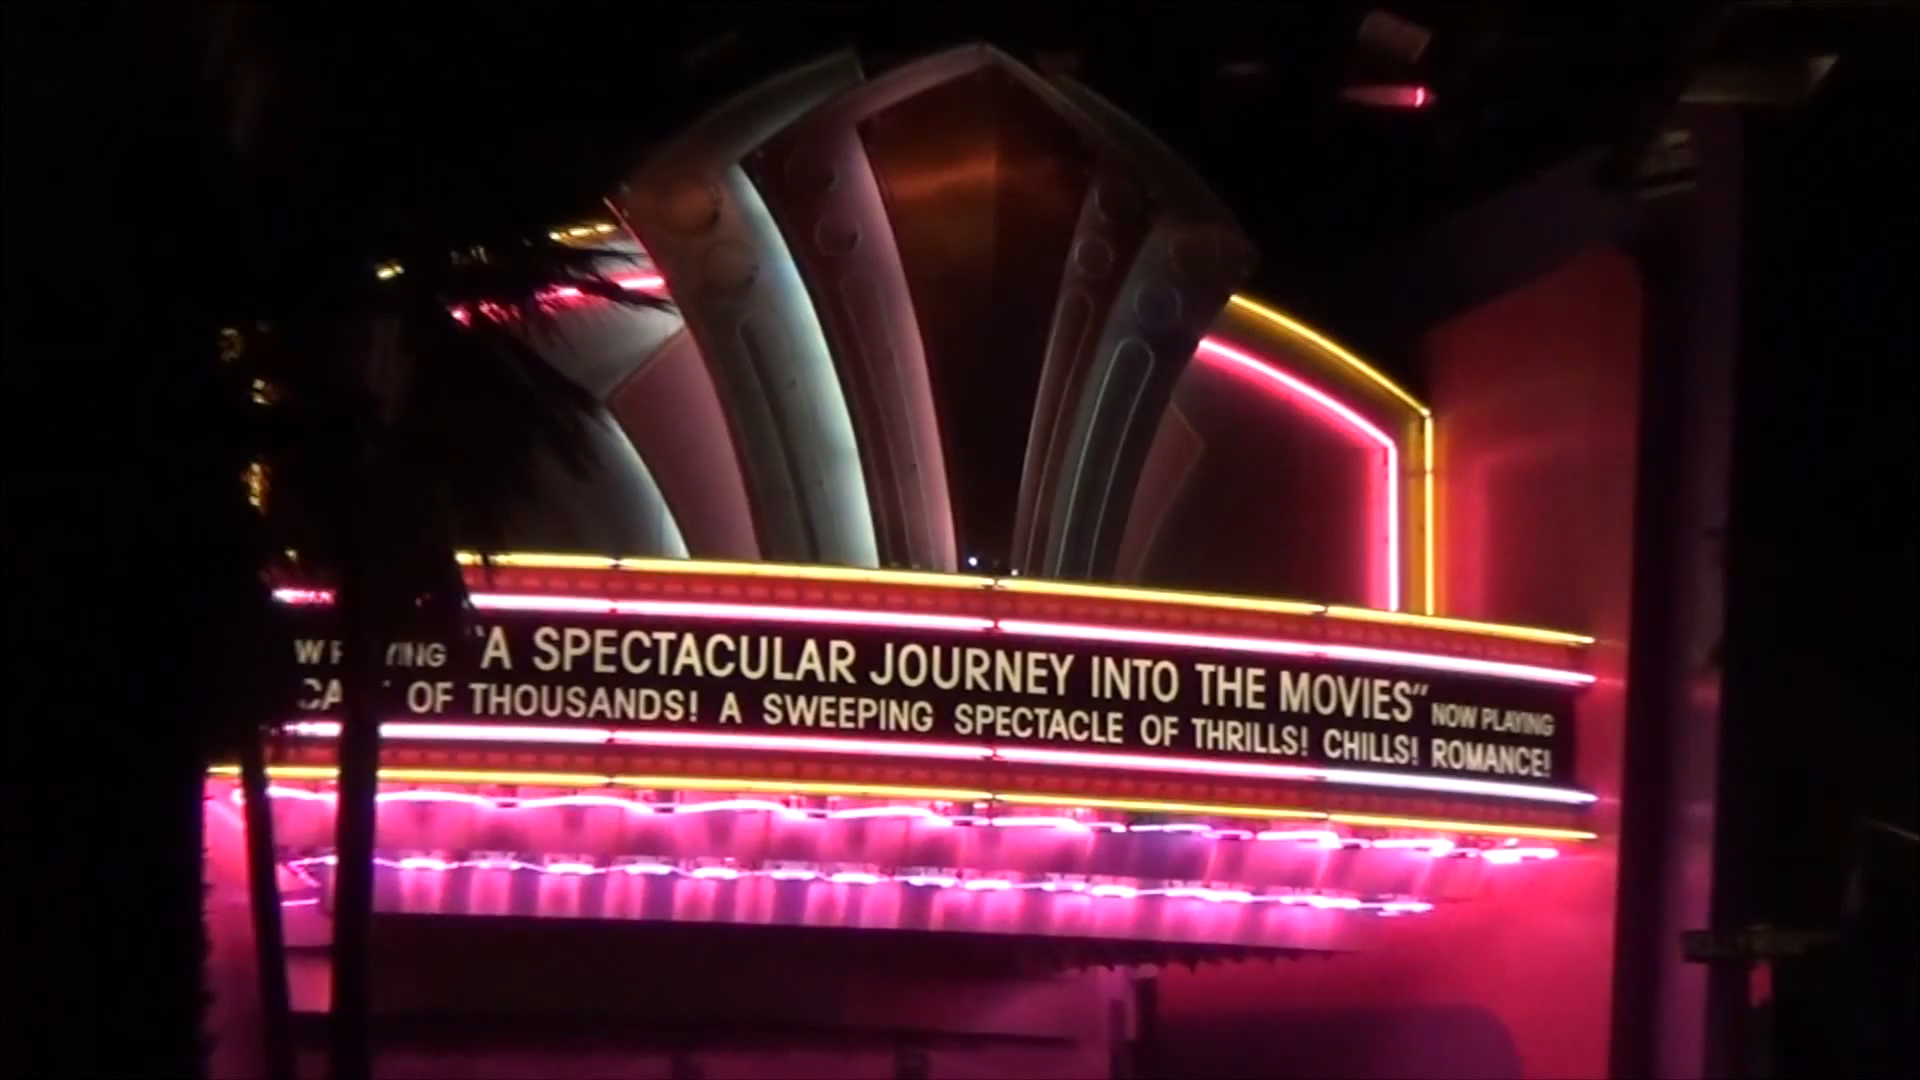 "A SPECTACULAR JOURNEY INTO THE MOVIES" NOW PLAYING
OF THOUSANDS! A SWEEPING SPECTACLE OF THRILLS! CHILLS! ROMANCE!